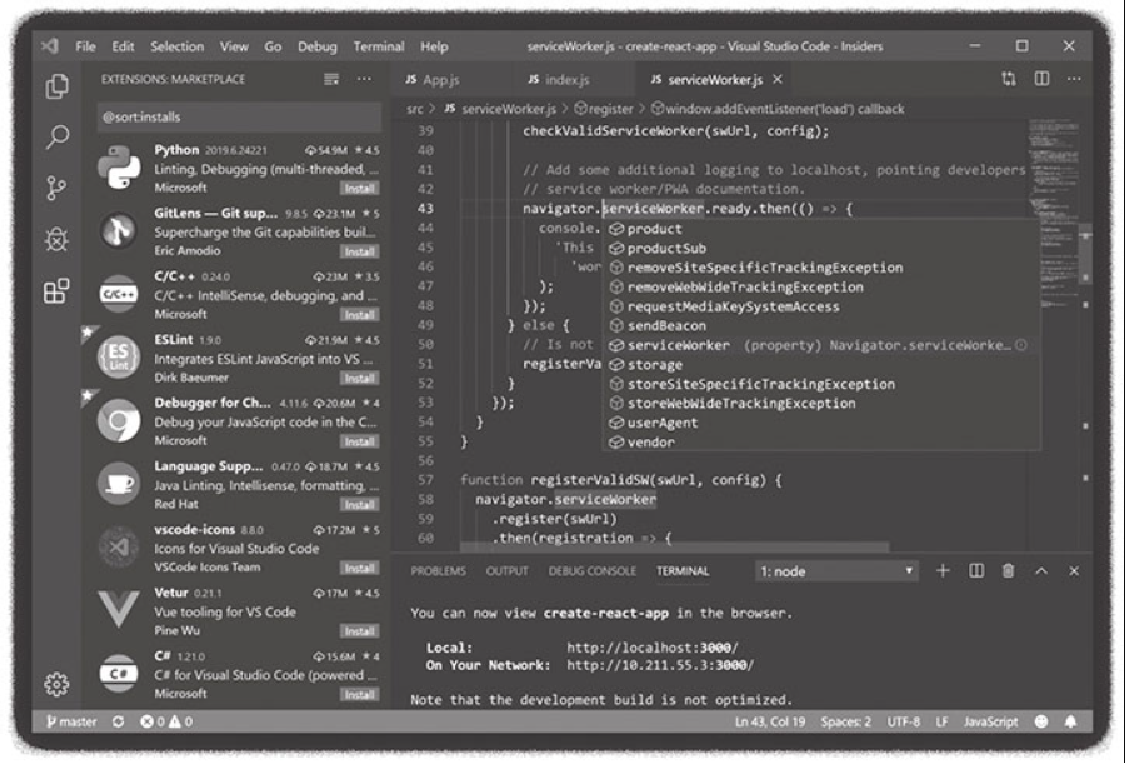 File Edit Selection View Go Debug Terminal Help serviceWorker.js - create-react-app - Visual Studio Code - Insiders
EXTENSIONS: MARKETPLACE
@sort:installs
Python 2019.6.24221 54.9M ★ 4.5
Linting, Debugging (multi-threaded, ...
Microsoft Install
GitLens — Git sup... 9.8.5 23.1M ★ 5
Supercharge the Git capabilities buil...
Eric Amodio Install
C/C++ 0.24.0 23M ★ 3.5
C/C++ C/C++ IntelliSense, debugging, and ...
Microsoft Install
ESLint 1.9.0 21.9M ★ 4.5
ES Lint Integrates ESLint JavaScript into VS ...
Dirk Baeumer Install
Debugger for Ch... 4.11.6 20.6M ★ 4
Debug your JavaScript code in the C...
Microsoft Install
Language Supp... 0.47.0 18.7M ★ 4.5
Java Linting, Intellisense, formatting, ...
Red Hat Install
vscode-icons 8.8.0 17.2M ★ 5
Icons for Visual Studio Code
VSCode Icons Team Install
Vetur 0.21.1 17M ★ 4.5
Vue tooling for VS Code
Pine Wu Install
C# 1.21.0 15.6M ★ 4
C# C# for Visual Studio Code (powered ...
Microsoft Install
JS App.js JS index.js JS serviceWorker.js
src > JS serviceWorker.js > register > window.addEventListener('load') callback
39 checkValidServiceWorker(swUrl, config);
40
41 // Add some additional logging to localhost, pointing developers
42 // service worker/PWA documentation.
43 navigator.serviceWorker.ready.then(() => {
44 console.
45 'This
46 'wor
47 );
48 });
49 } else {
50 // Is not
51 registerVa
52 }
53 });
54 }
55 }
56
57 function registerValidSW(swUrl, config) {
58 navigator.serviceWorker
59 .register(swUrl)
60 .then(registration => {
product
productSub
removeSiteSpecificTrackingException
removeWebWideTrackingException
requestMediaKeySystemAccess
sendBeacon
serviceWorker (property) Navigator.serviceWorke...
storage
storeSiteSpecificTrackingException
storeWebWideTrackingException
userAgent
vendor
PROBLEMS OUTPUT DEBUG CONSOLE TERMINAL 1: node
You can now view create-react-app in the browser.
Local: http://localhost:3000/
On Your Network: http://10.211.55.3:3000/
Note that the development build is not optimized.
master 0 0 Ln 43, Col 19 Spaces: 2 UTF-8 LF JavaScript